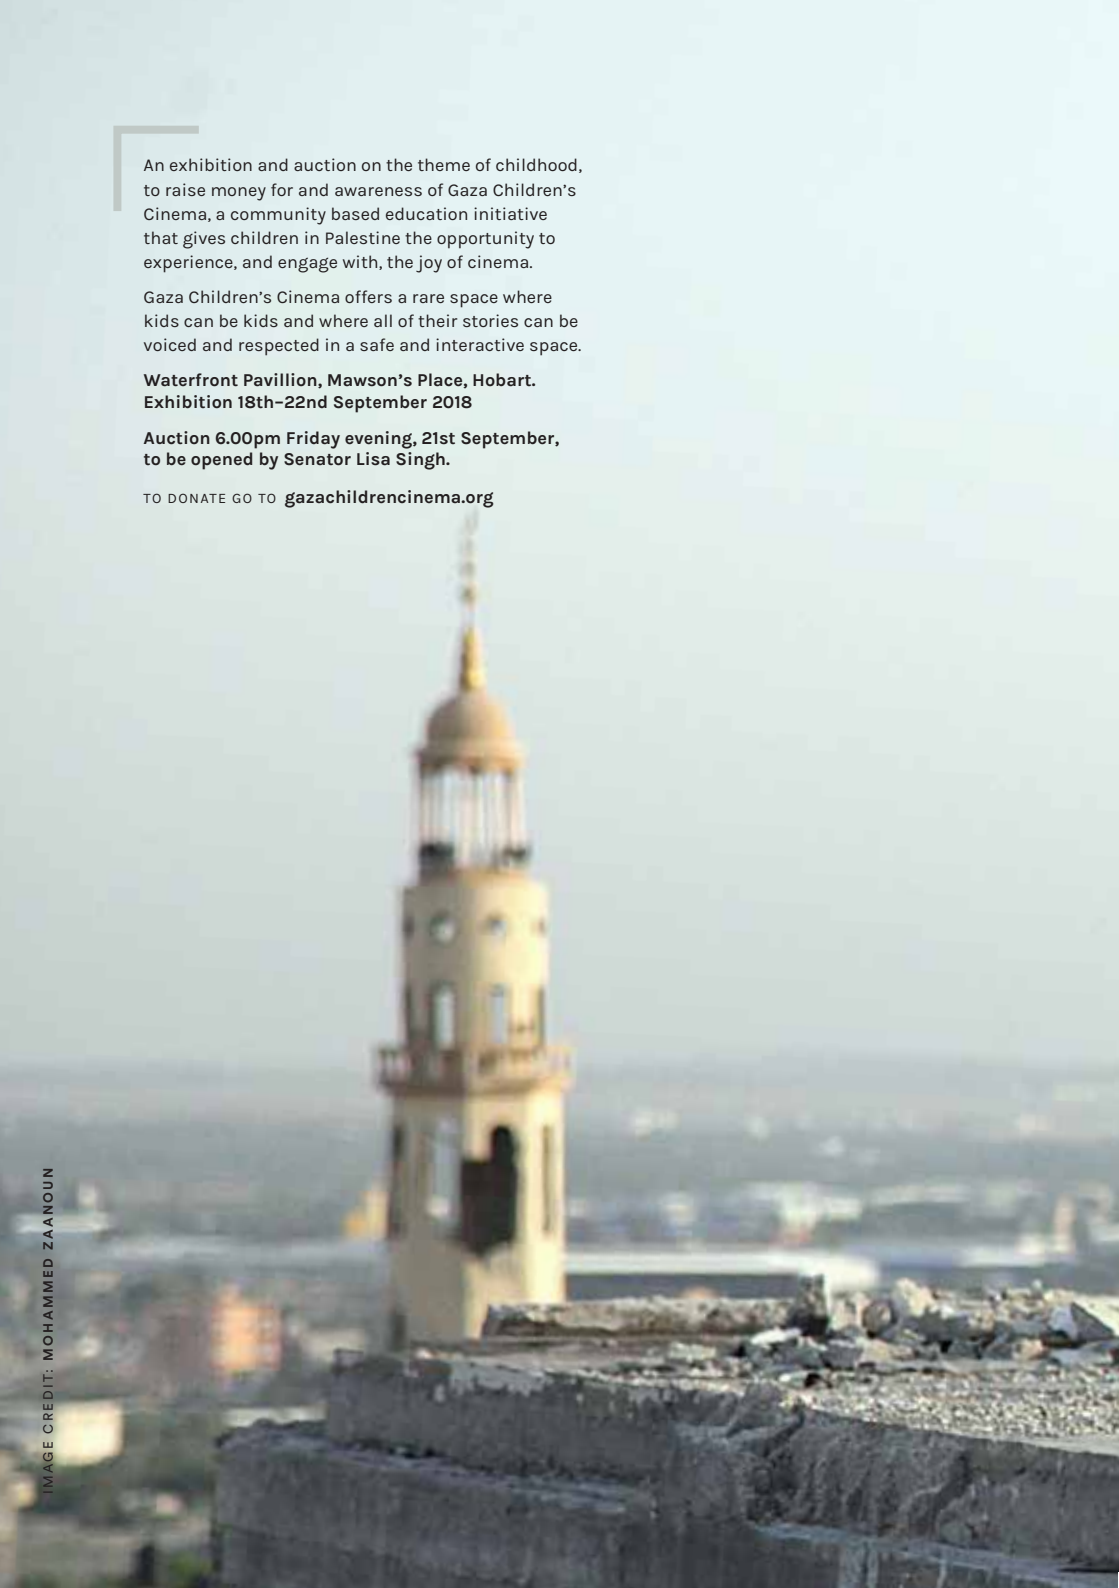 An exhibition and auction on the theme of childhood,
to raise money for and awareness of Gaza Children’s
Cinema, a community based education initiative
that gives children in Palestine the opportunity to
experience, and engage with, the joy of cinema.
Gaza Children’s Cinema offers a rare space where
kids can be kids and where all of their stories can be
voiced and respected in a safe and interactive space.
Waterfront Pavillion, Mawson’s Place, Hobart.
Exhibition 18th–22nd September 2018
Auction 6.00pm Friday evening, 21st September,
to be opened by Senator Lisa Singh.
TO DONATE GO TO gazachildrencinema.org
IMAGE CREDIT: MOHAMMED ZAANOUN